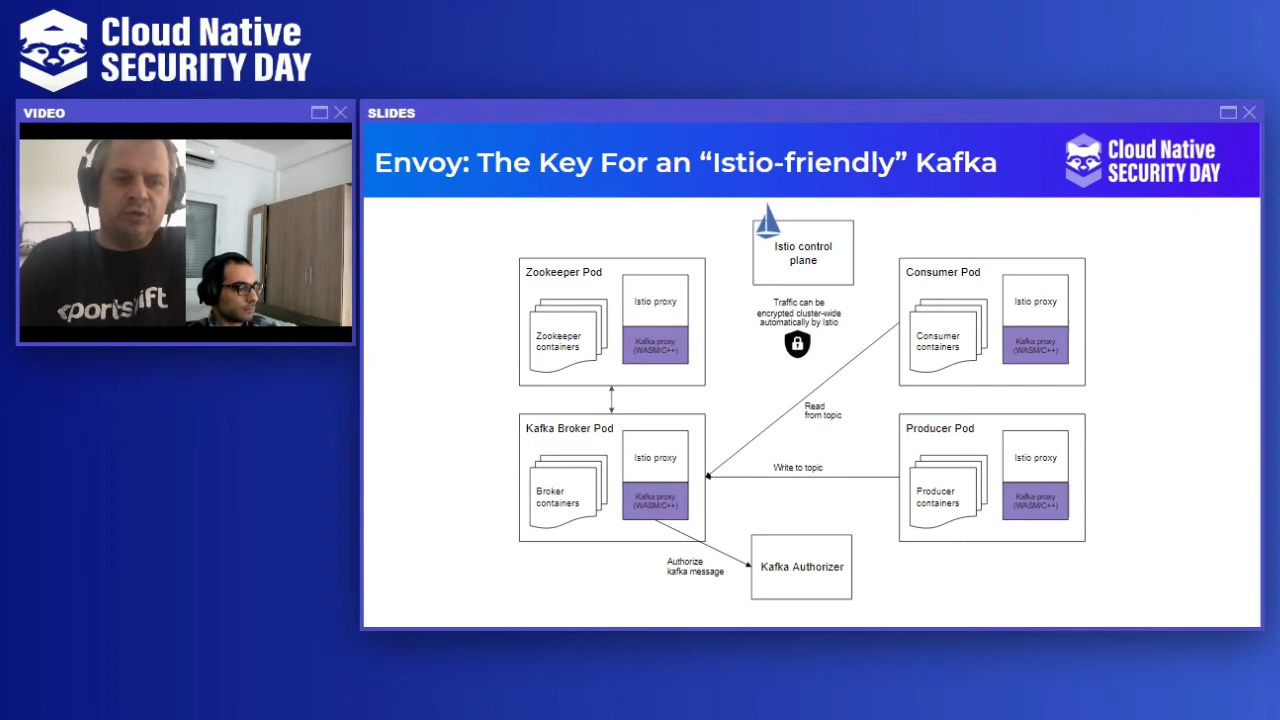 Cloud Native
SECURITY DAY
VIDEO
SLIDES
Envoy: The Key For an “Istio-friendly” Kafka
Cloud Native
SECURITY DAY
Istio control
plane
Traffic can be
encrypted cluster-wide
automatically by Istio
Zookeeper Pod
Istio proxy
Zookeeper
containers
Kafka proxy
(WASM/C++)
Consumer Pod
Istio proxy
Consumer
containers
Kafka proxy
(WASM/C++)
Read
from topic
Kafka Broker Pod
Istio proxy
Broker
containers
Kafka proxy
(WASM/C++)
Write to topic
Producer Pod
Istio proxy
Producer
containers
Kafka proxy
(WASM/C++)
Authorize
kafka message
Kafka Authorizer